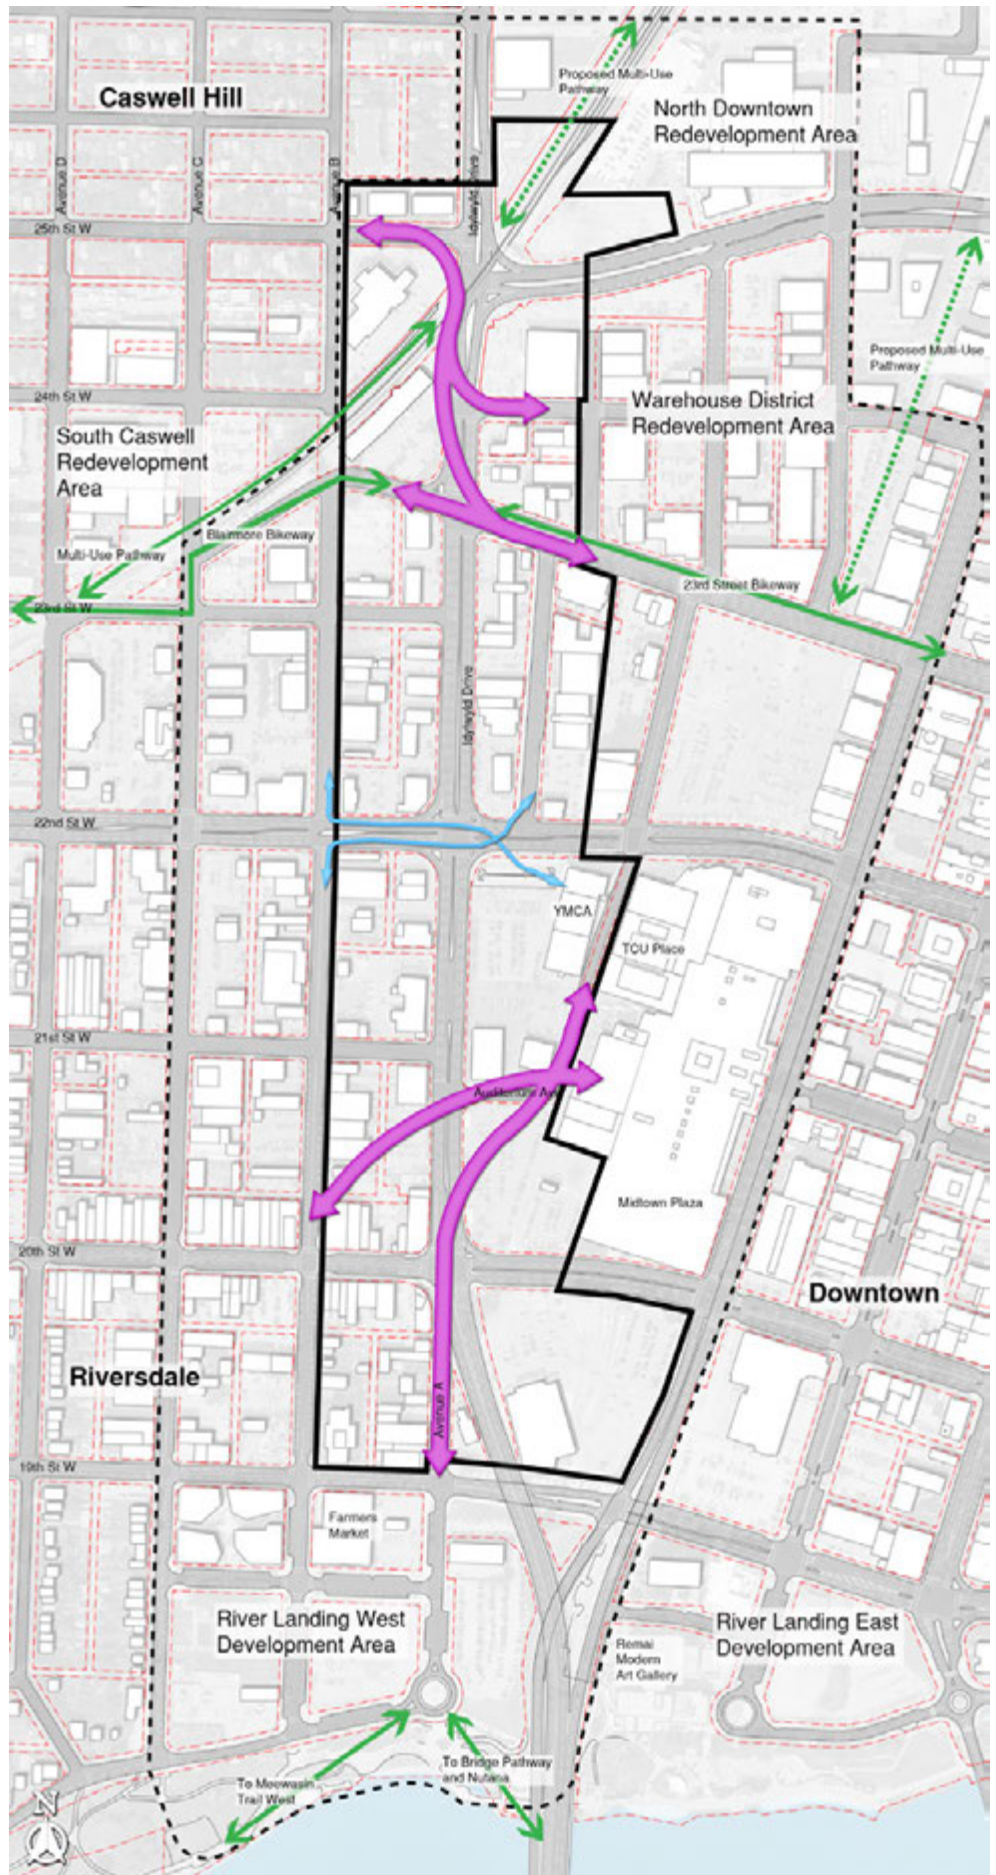 Proposed Multi-Use
Pathway
Caswell Hill
North Downtown
Redevelopment Area
Avenue D
Avenue C
Avenue B
Idylwyld Drive
25th St W
Proposed Multi-Use
Pathway
24th St W
Warehouse District
Redevelopment Area
South Caswell
Redevelopment
Area
Blairmore Bikeway
Multi-Use Pathway
23rd Street Bikeway
23rd St W
Idylwyld Drive
22nd St W
YMCA
TCU Place
21st St W
Auditorium Ave
Midtown Plaza
20th St W
Downtown
Riversdale
Avenue A
19th St W
Farmers
Market
River Landing West
Development Area
River Landing East
Development Area
Remai
Modern
Art Gallery
To Bridge Pathway
and Nutana
To Meewasin
Trail West
N